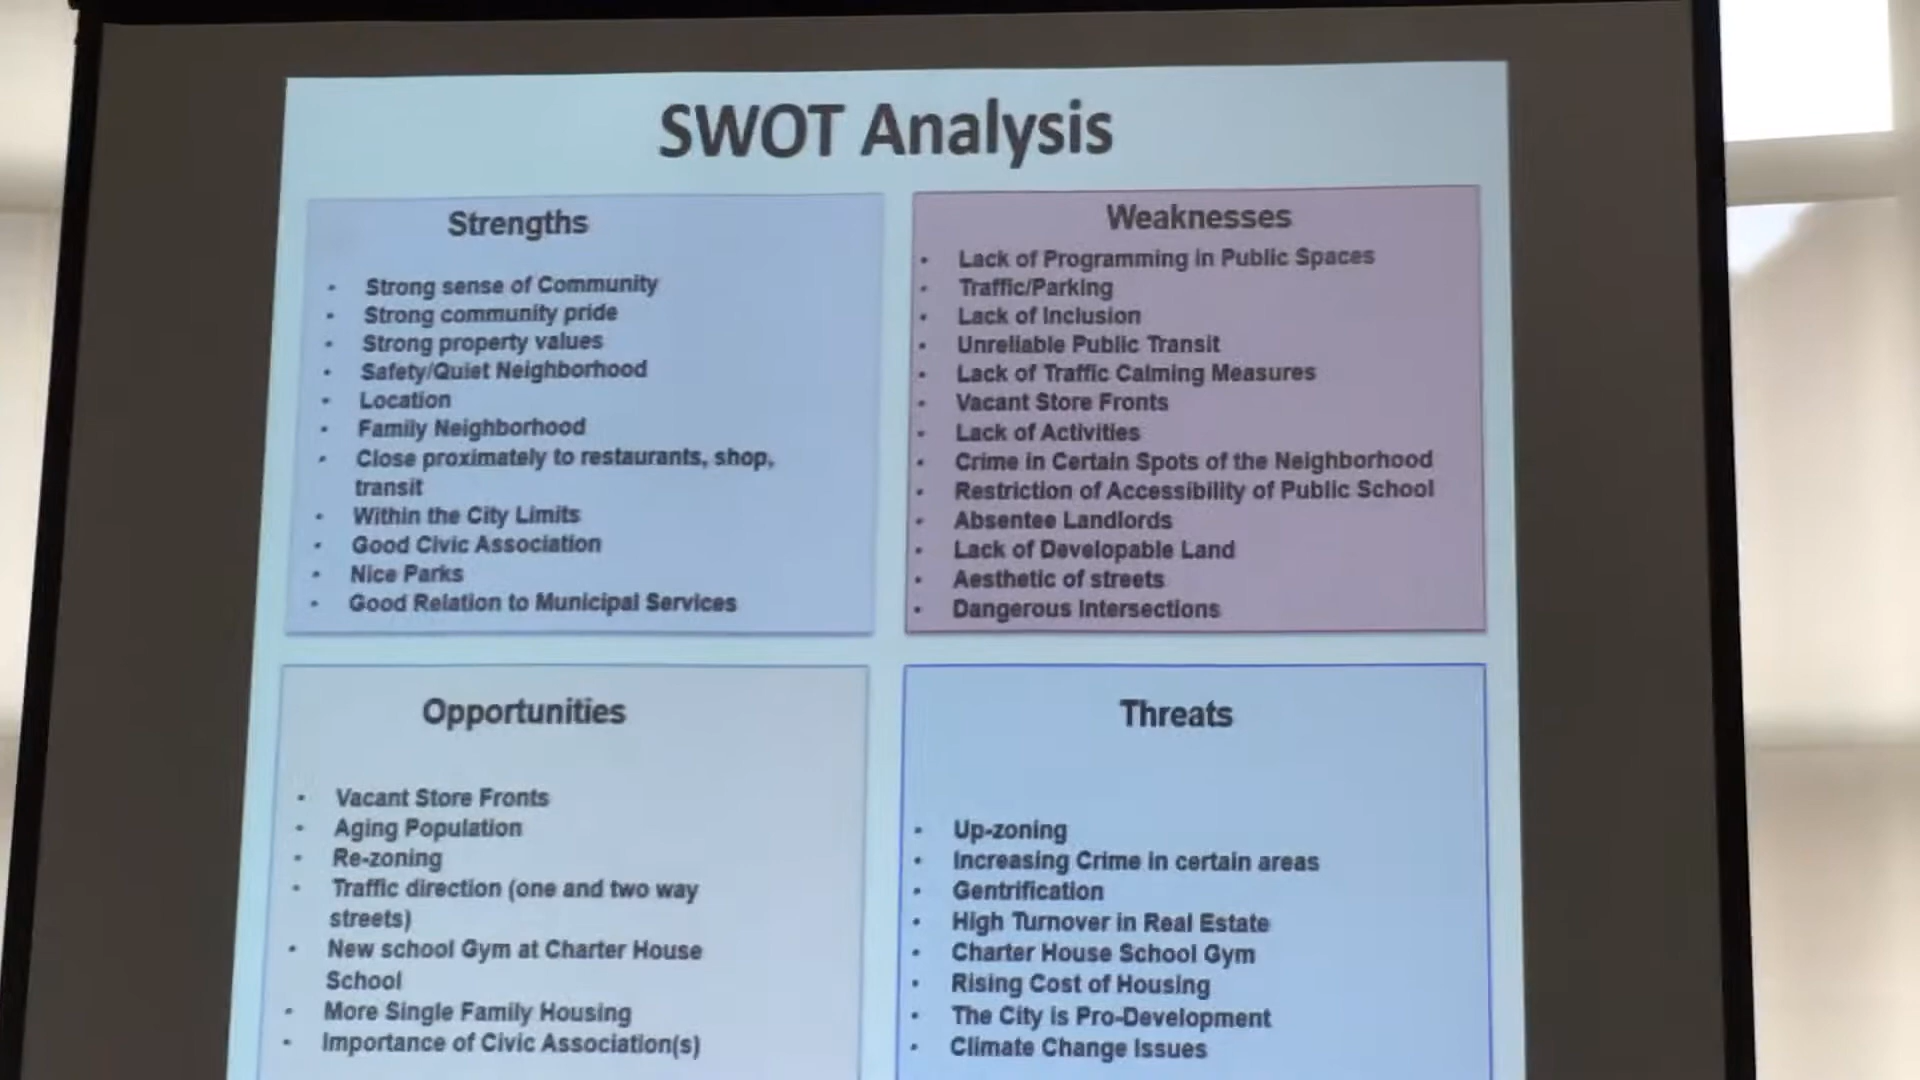 SWOT Analysis
Strengths
• Strong sense of Community
• Strong community pride
• Strong property values
• Safety/Quiet Neighborhood
• Location
• Family Neighborhood
• Close proximately to restaurants, shop,
transit
• Within the City Limits
• Good Civic Association
• Nice Parks
• Good Relation to Municipal Services
Weaknesses
• Lack of Programming in Public Spaces
• Traffic/Parking
• Lack of Inclusion
• Unreliable Public Transit
• Lack of Traffic Calming Measures
• Vacant Store Fronts
• Lack of Activities
• Crime in Certain Spots of the Neighborhood
• Restriction of Accessibility of Public School
• Absentee Landlords
• Lack of Developable Land
• Aesthetic of streets
• Dangerous Intersections
Opportunities
• Vacant Store Fronts
• Aging Population
• Re-zoning
• Traffic direction (one and two way
streets)
• New school Gym at Charter House
School
• More Single Family Housing
• Importance of Civic Association(s)
Threats
• Up-zoning
• Increasing Crime in certain areas
• Gentrification
• High Turnover in Real Estate
• Charter House School Gym
• Rising Cost of Housing
• The City is Pro-Development
• Climate Change Issues